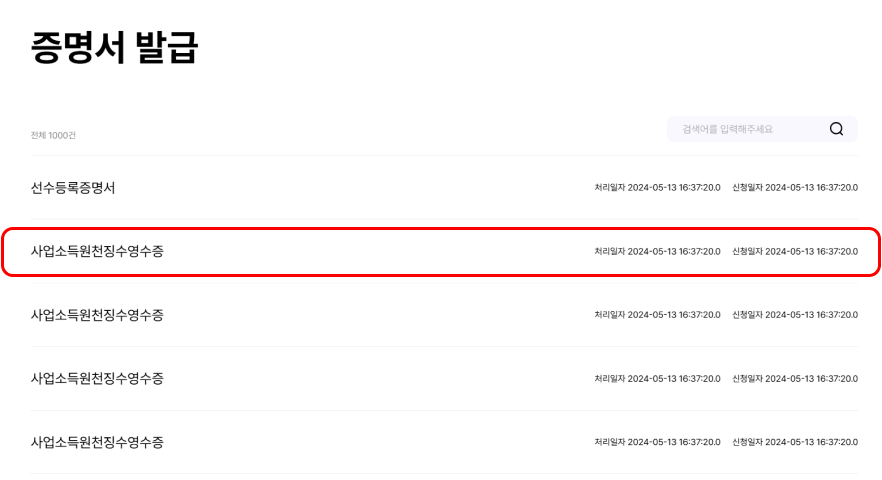 증명서 발급
전체 1000건
검색어를 입력해주세요
선수등록증명서 처리일자 2024-05-13 16:37:20.0 신청일자 2024-05-13 16:37:20.0
사업소득원천징수영수증 처리일자 2024-05-13 16:37:20.0 신청일자 2024-05-13 16:37:20.0
사업소득원천징수영수증 처리일자 2024-05-13 16:37:20.0 신청일자 2024-05-13 16:37:20.0
사업소득원천징수영수증 처리일자 2024-05-13 16:37:20.0 신청일자 2024-05-13 16:37:20.0
사업소득원천징수영수증 처리일자 2024-05-13 16:37:20.0 신청일자 2024-05-13 16:37:20.0